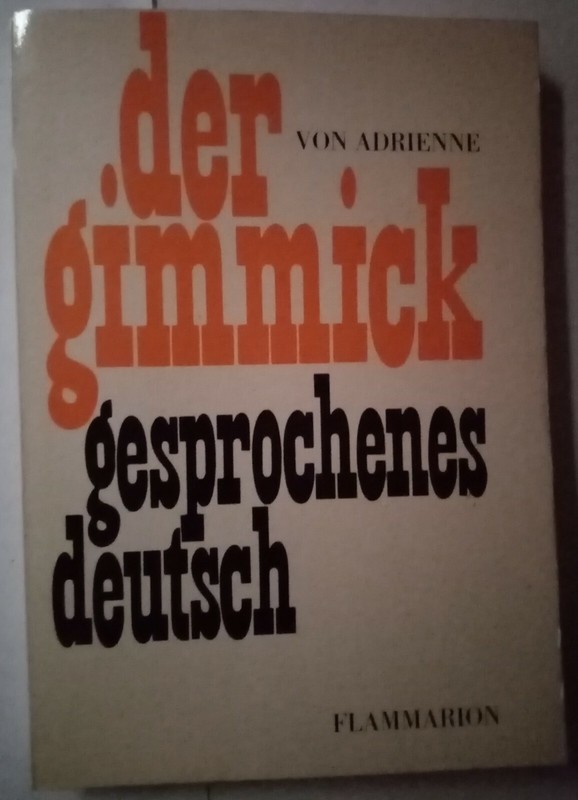 der
VON ADRIENNE
gimmick
gesprochenes
deutsch
FLAMMARION